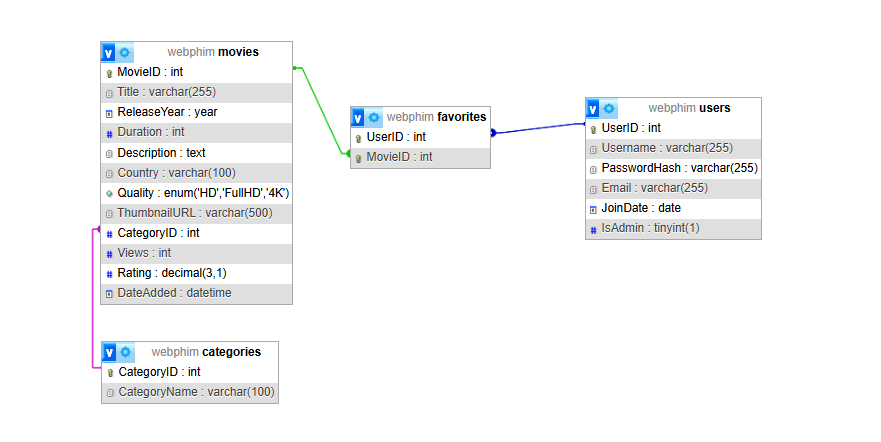 webphim movies
MovieID : int
Title : varchar(255)
ReleaseYear : year
Duration : int
Description : text
Country : varchar(100)
Quality : enum('HD','FullHD','4K')
ThumbnailURL : varchar(500)
CategoryID : int
Views : int
Rating : decimal(3,1)
DateAdded : datetime
webphim favorites
UserID : int
MovieID : int
webphim users
UserID : int
Username : varchar(255)
PasswordHash : varchar(255)
Email : varchar(255)
JoinDate : date
IsAdmin : tinyint(1)
webphim categories
CategoryID : int
CategoryName : varchar(100)